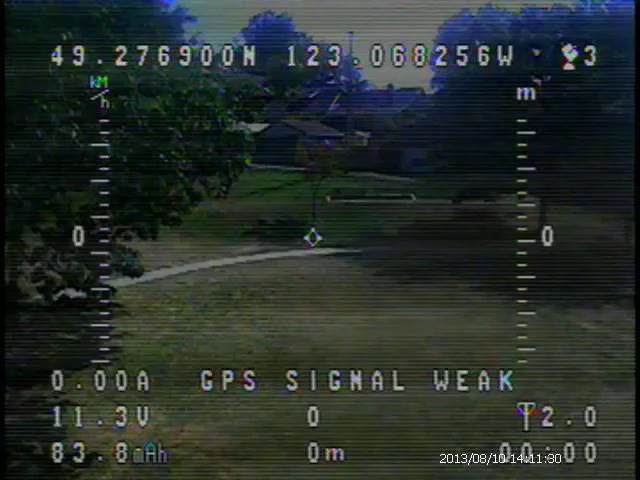 49.276900N 123.068256W 3
KM/h m
0 0
0.00A GPS SIGNAL WEAK
11.3V 0 2.0
83.8mAh 0m 00:00
2013/08/10 14:11:30